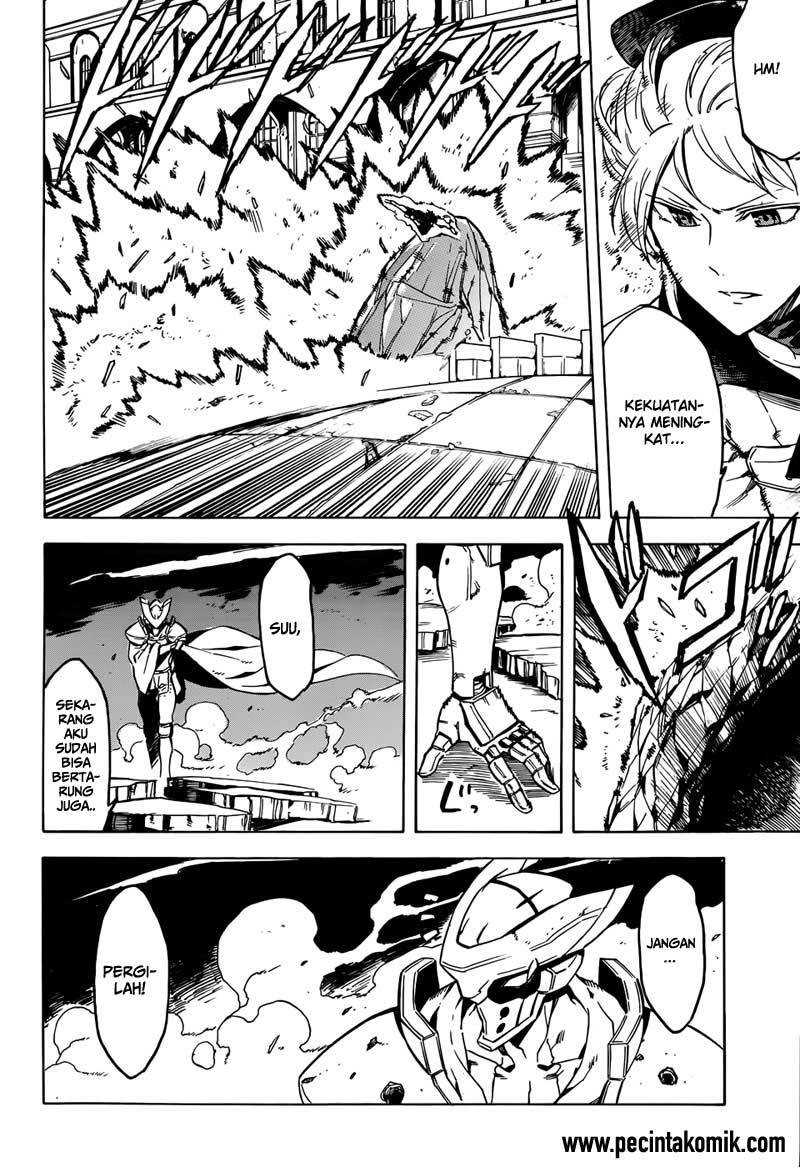 HM!
KEKUATAN-
NYA MENING-
KAT...
SUU,
SEKA-
RANG AKU
SUDAH
BISA
BERTA-
RUNG
JUGA..
JANGAN
...
PERGI-
LAH!
www.pecintakomik.com